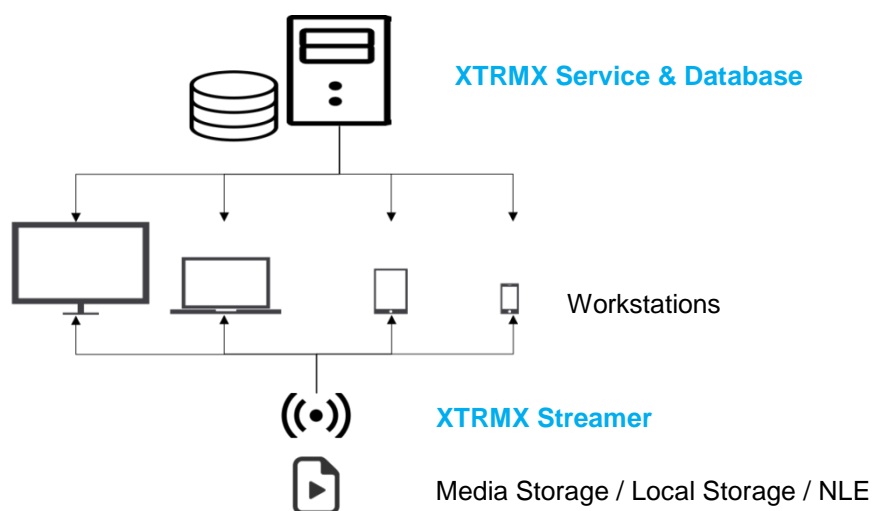 XTRMX Service & Database
Workstations
XTRMX Streamer
Media Storage / Local Storage / NLE